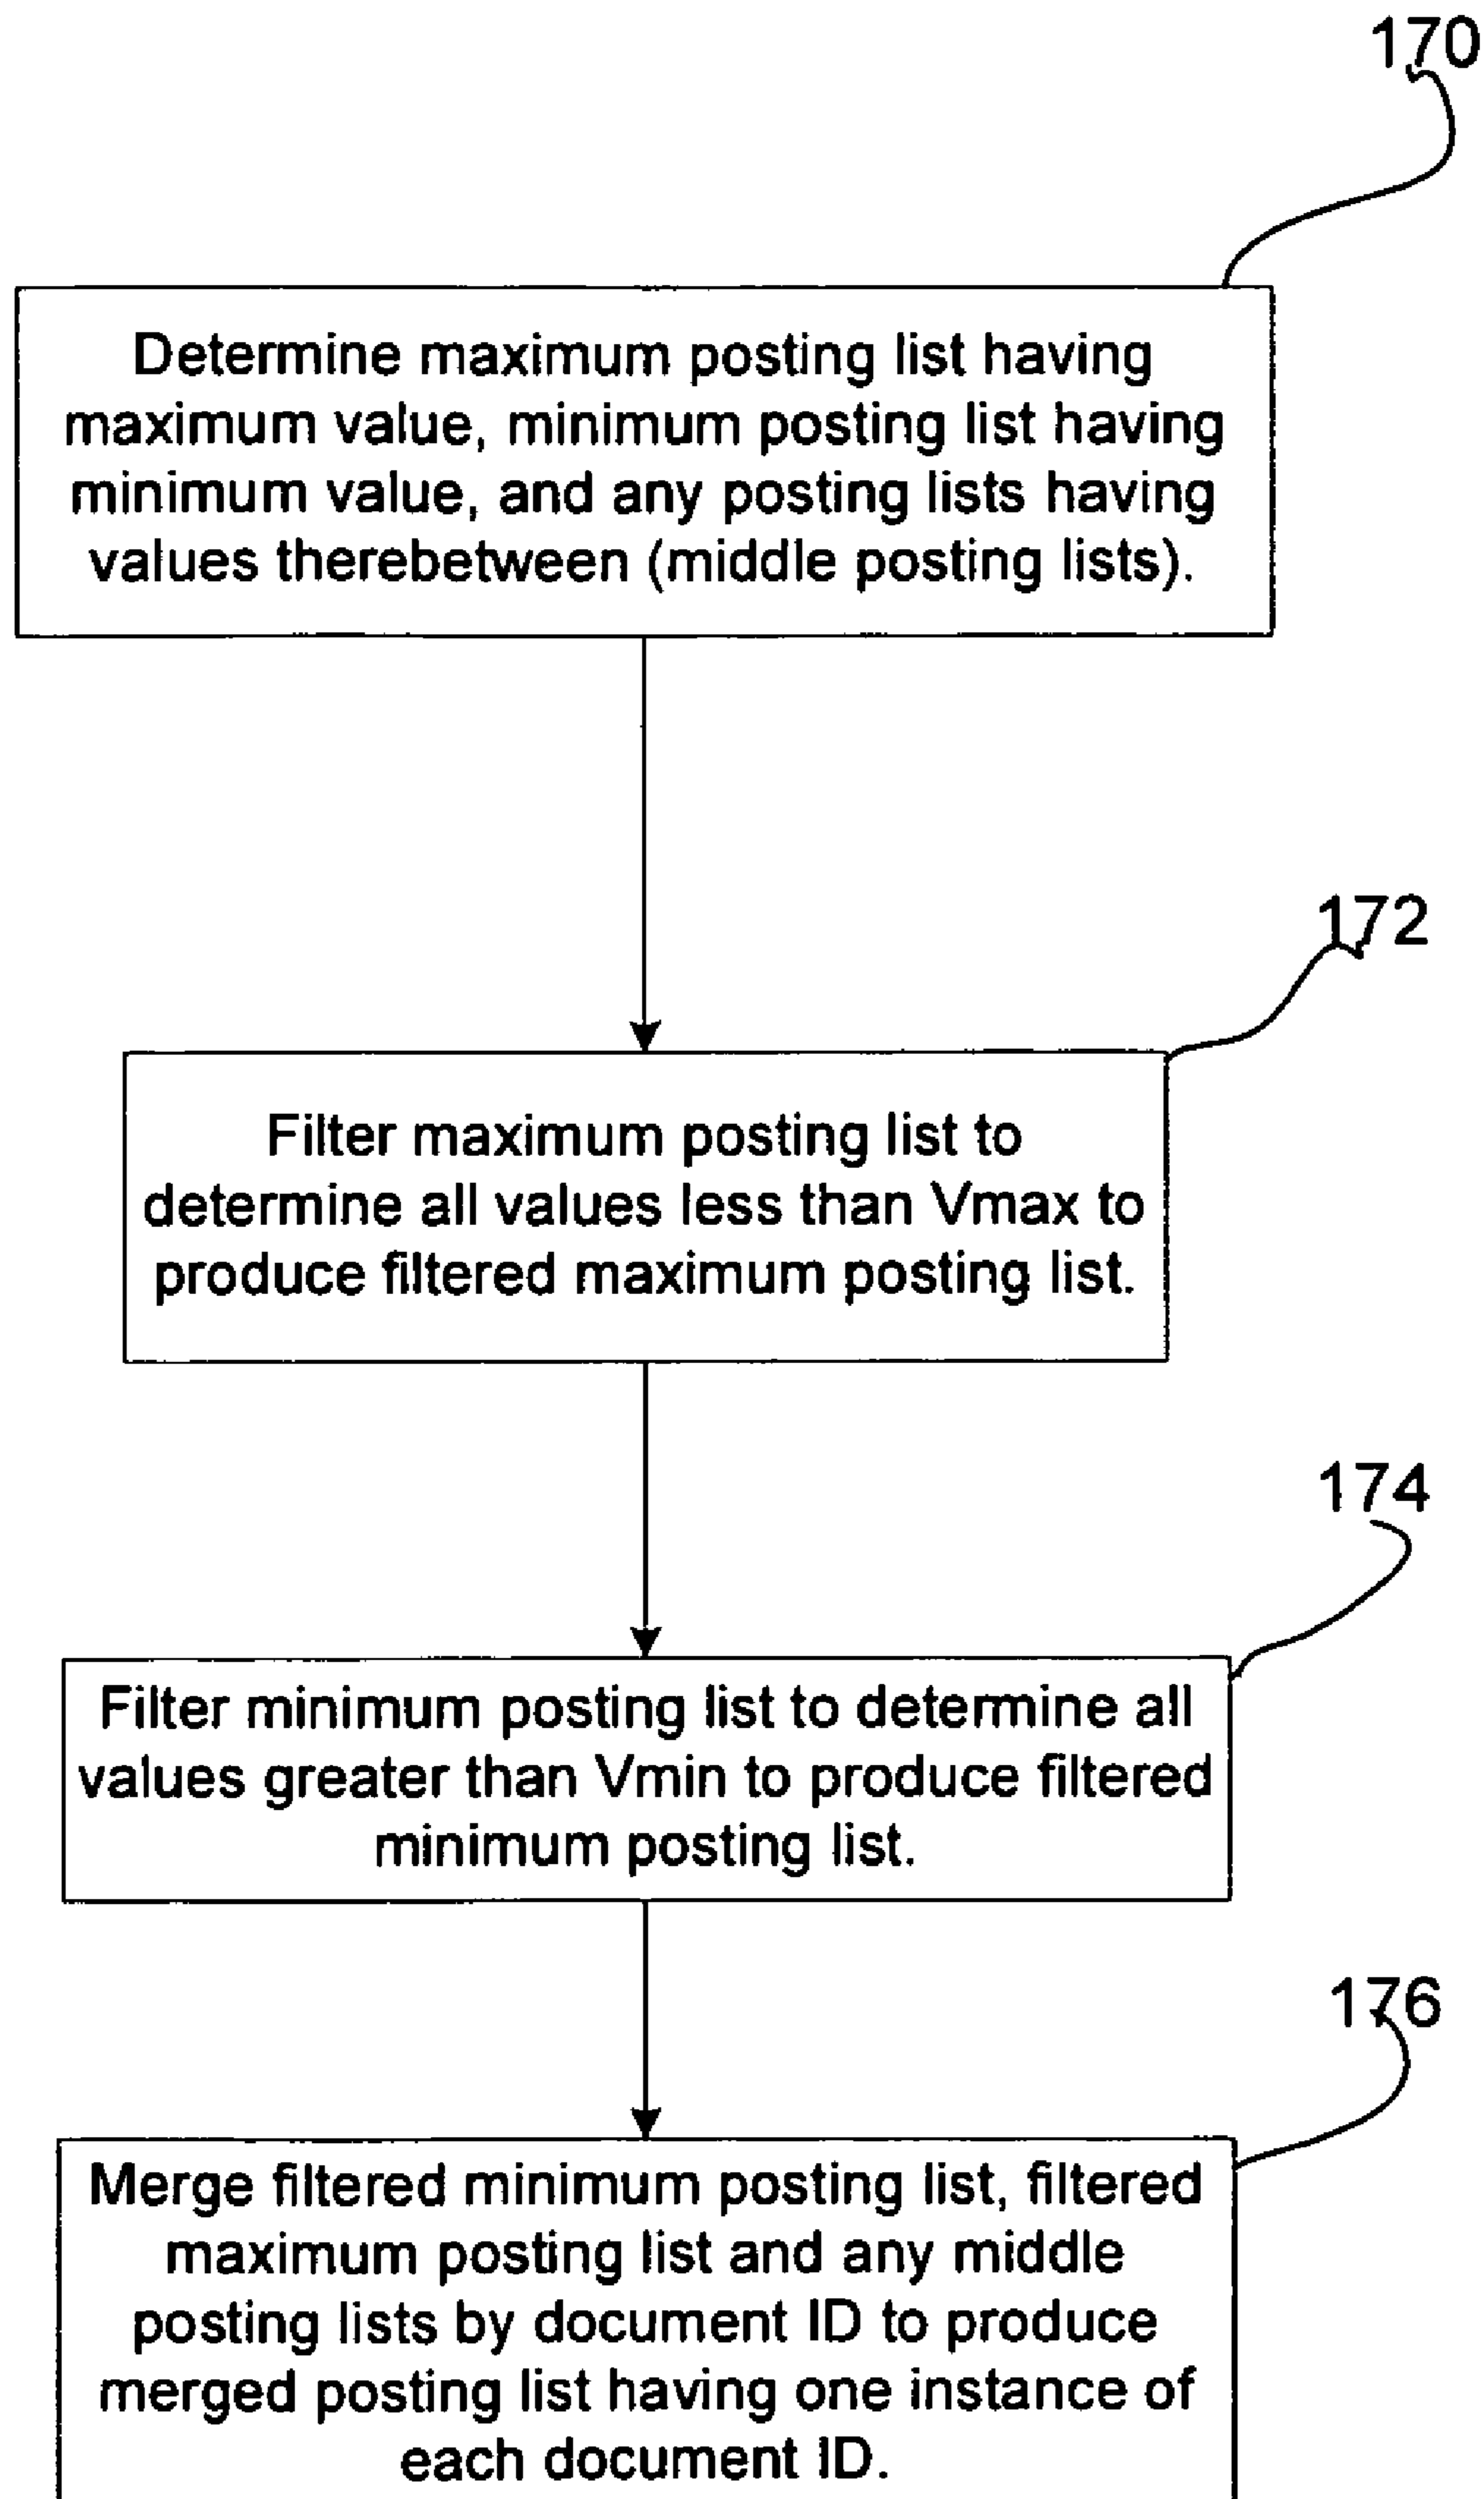 170
Determine maximum posting list having
maximum value, minimum posting list having
minimum value, and any posting lists having
values therebetween (middle posting lists).
172
Filter maximum posting list to
determine all values less than Vmax to
produce filtered maximum posting list.
174
Filter minimum posting list to determine all
values greater than Vmin to produce filtered
minimum posting list.
176
Merge filtered minimum posting list, filtered
maximum posting list and any middle
posting lists by document ID to produce
merged posting list having one instance of
each document ID.